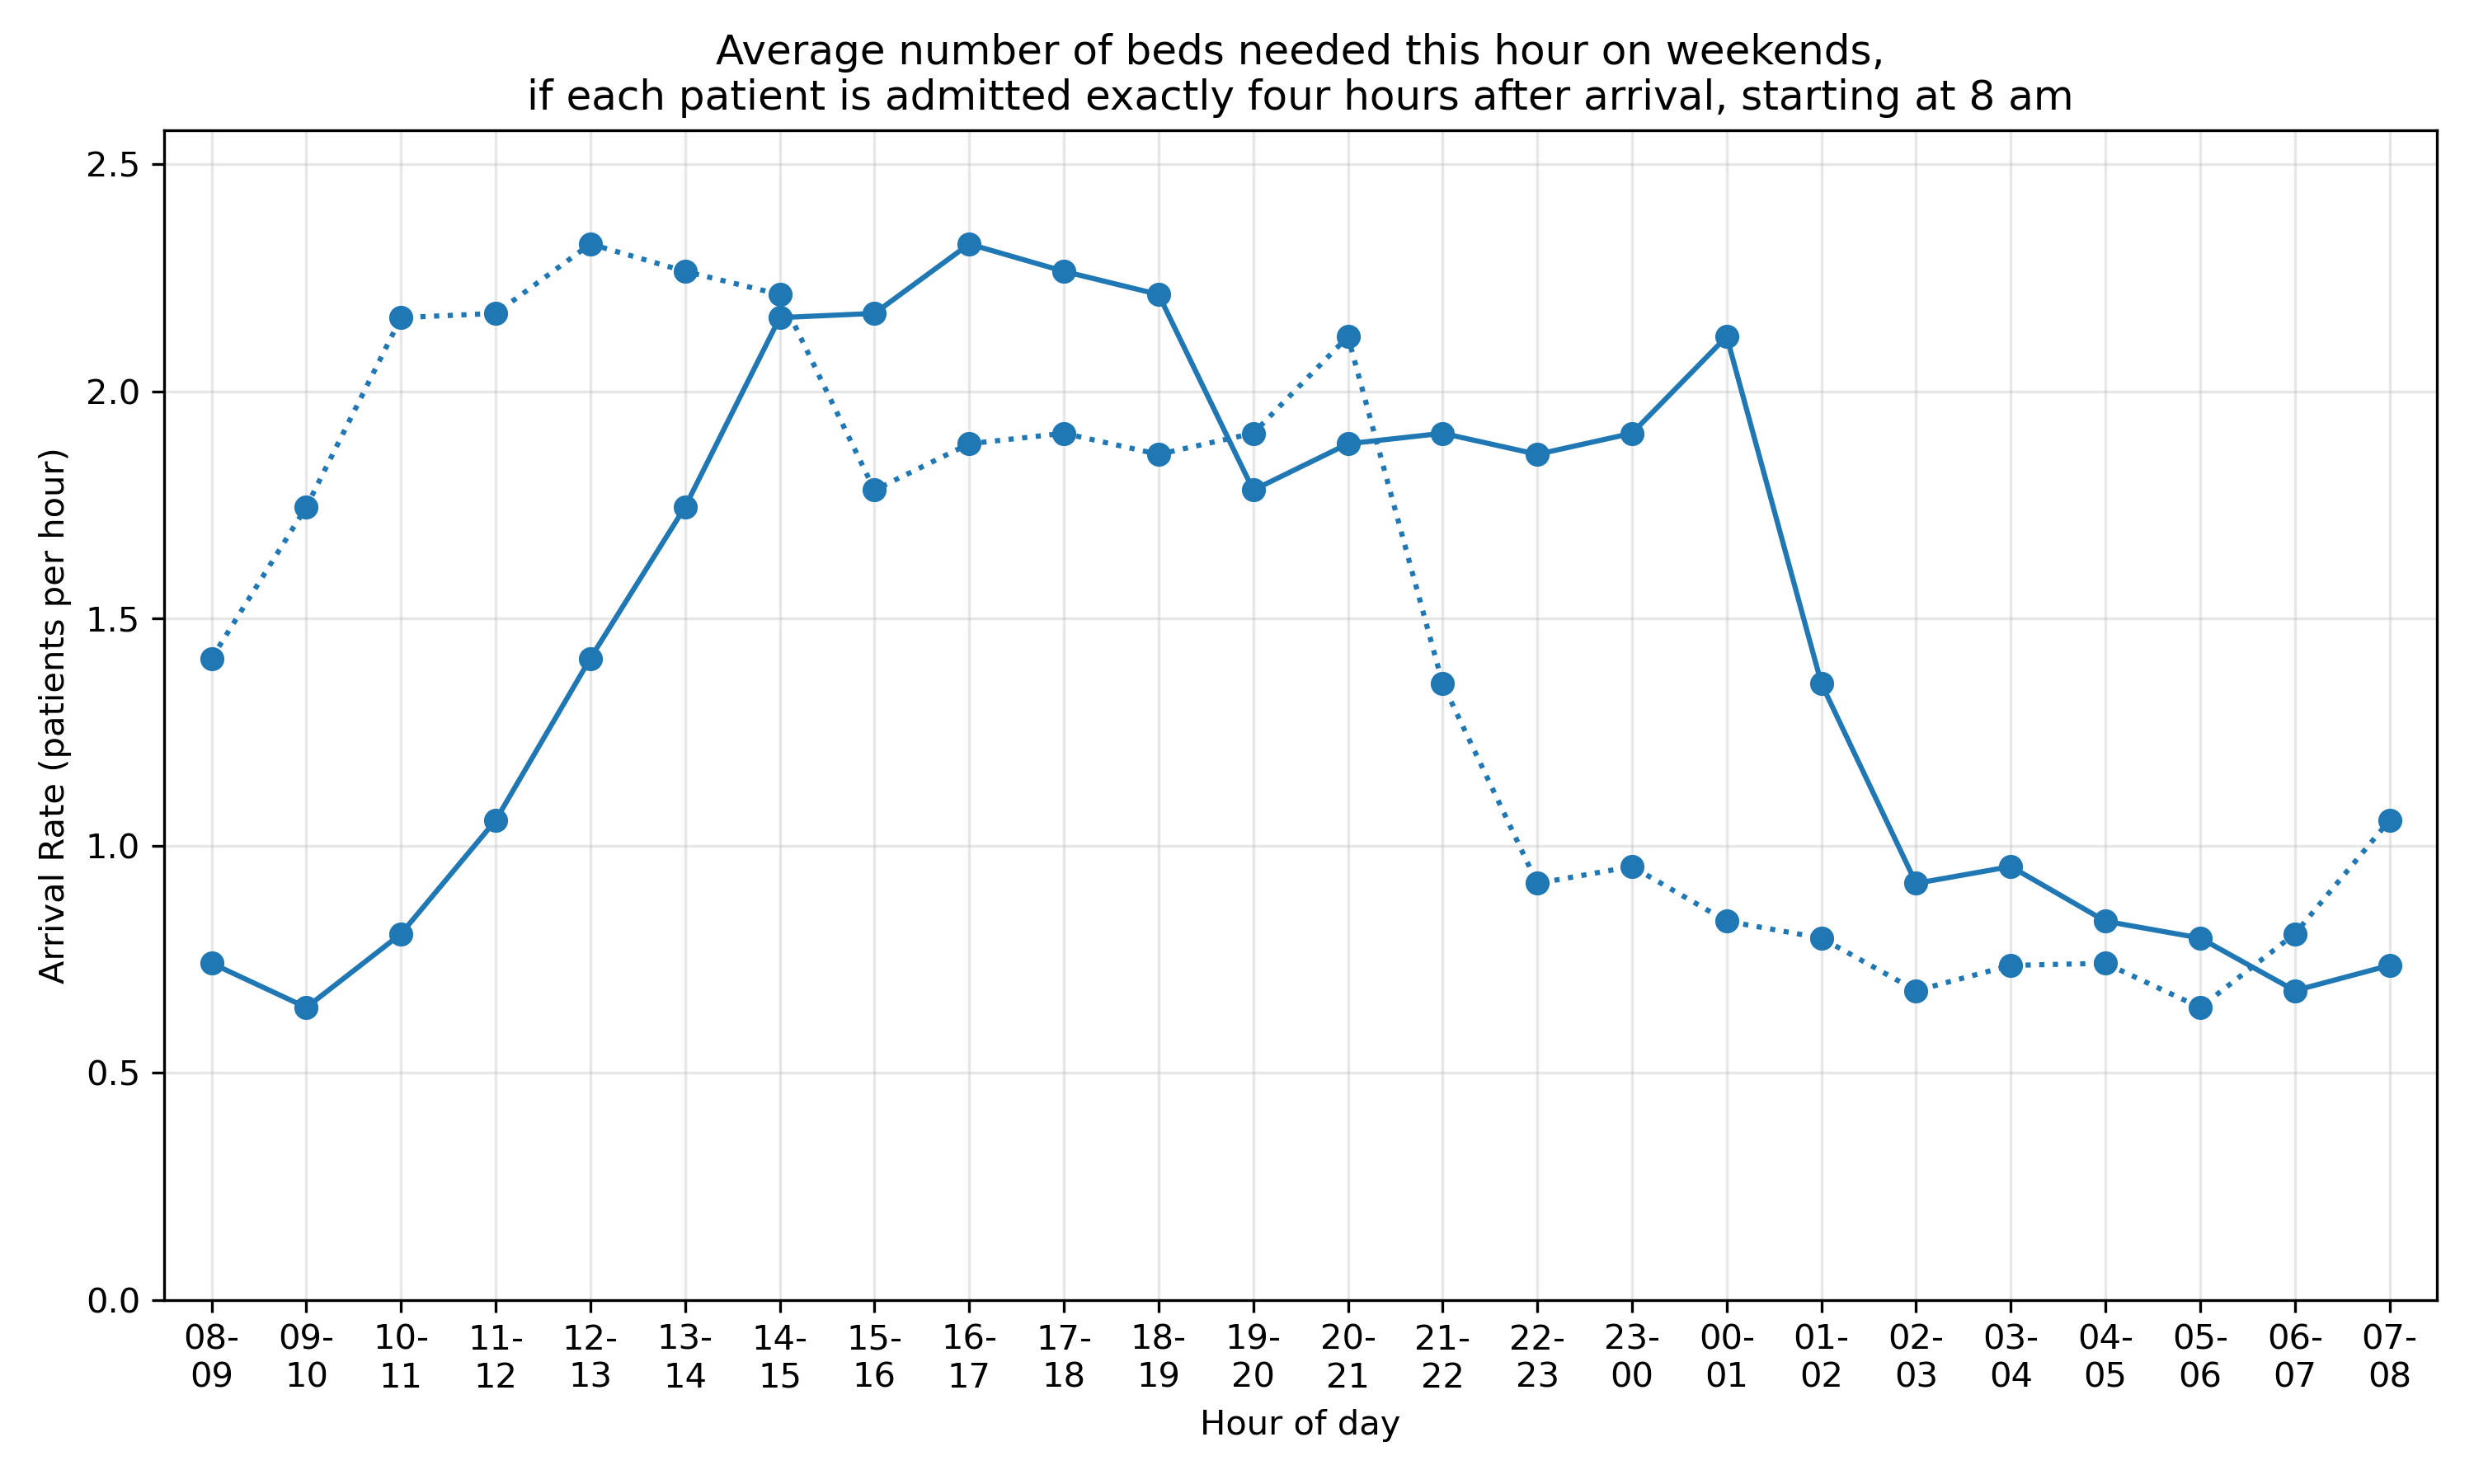 Average number of beds needed this hour on weekends,
if each patient is admitted exactly four hours after arrival, starting at 8 am
Arrival Rate (patients per hour)
2.5
2.0
1.5
1.0
0.5
0.0
08- 09- 10- 11- 12- 13- 14- 15- 16- 17- 18- 19- 20- 21- 22- 23- 00- 01- 02- 03- 04- 05- 06- 07-
09 10 11 12 13 14 15 16 17 18 19 20 21 22 23 00 01 02 03 04 05 06 07 08
Hour of day